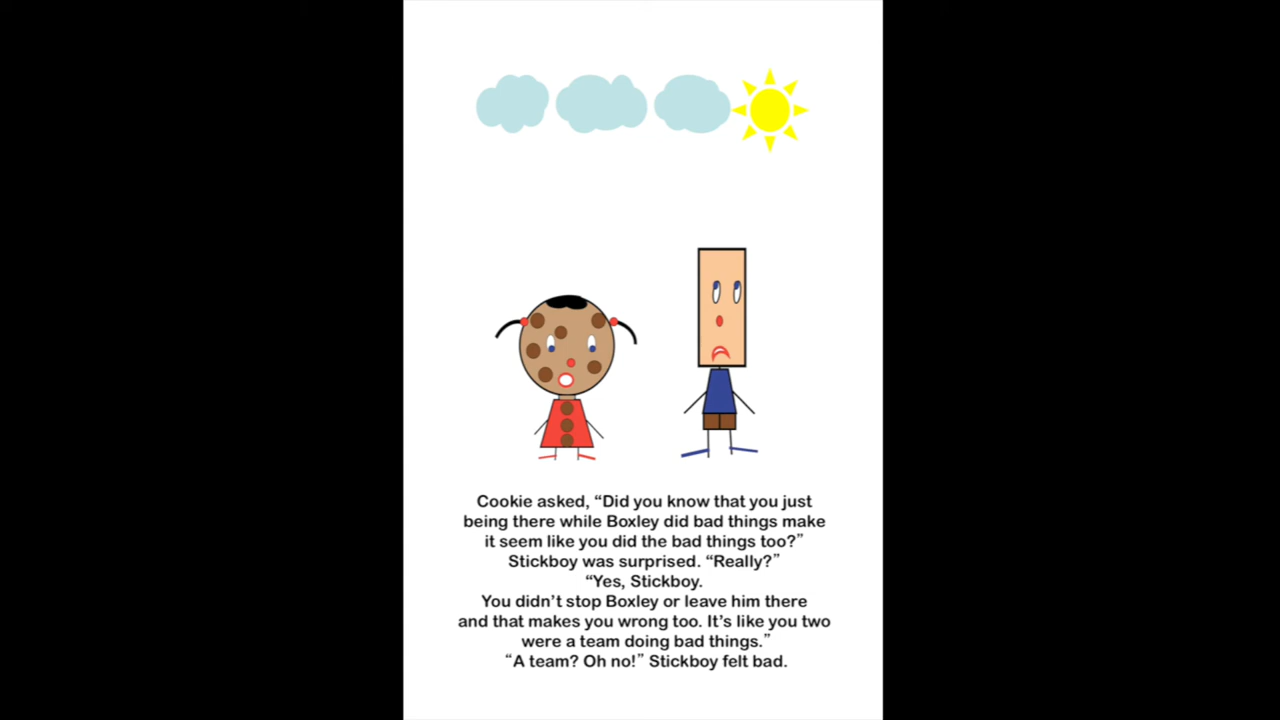 Cookie asked, “Did you know that you just
being there while Boxley did bad things make
it seem like you did the bad things too?”
Stickboy was surprised. “Really?”
“Yes, Stickboy.
You didn’t stop Boxley or leave him there
and that makes you wrong too. It’s like you two
were a team doing bad things.”
“A team? Oh no!” Stickboy felt bad.